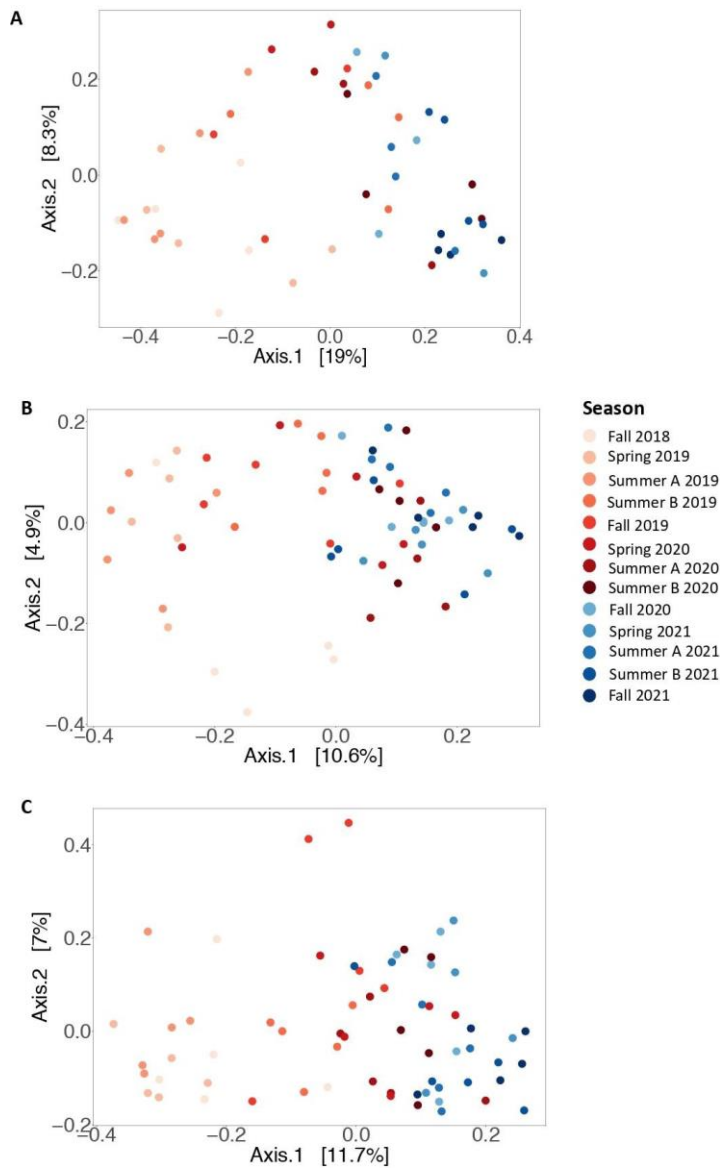 A
0.2
0.0
−0.2
Axis.2 [8.3%]
−0.4
−0.2
0.0
0.2
0.4
Axis.1 [19%]
B
0.2
0.0
−0.2
−0.4
Axis.2 [4.9%]
−0.4
−0.2
0.0
0.2
Axis.1 [10.6%]
Season
Fall 2018
Spring 2019
Summer A 2019
Summer B 2019
Fall 2019
Spring 2020
Summer A 2020
Summer B 2020
Fall 2020
Spring 2021
Summer A 2021
Summer B 2021
Fall 2021
C
0.4
0.2
0.0
−0.2
Axis.2 [7%]
−0.4
−0.2
0.0
0.2
Axis.1 [11.7%]